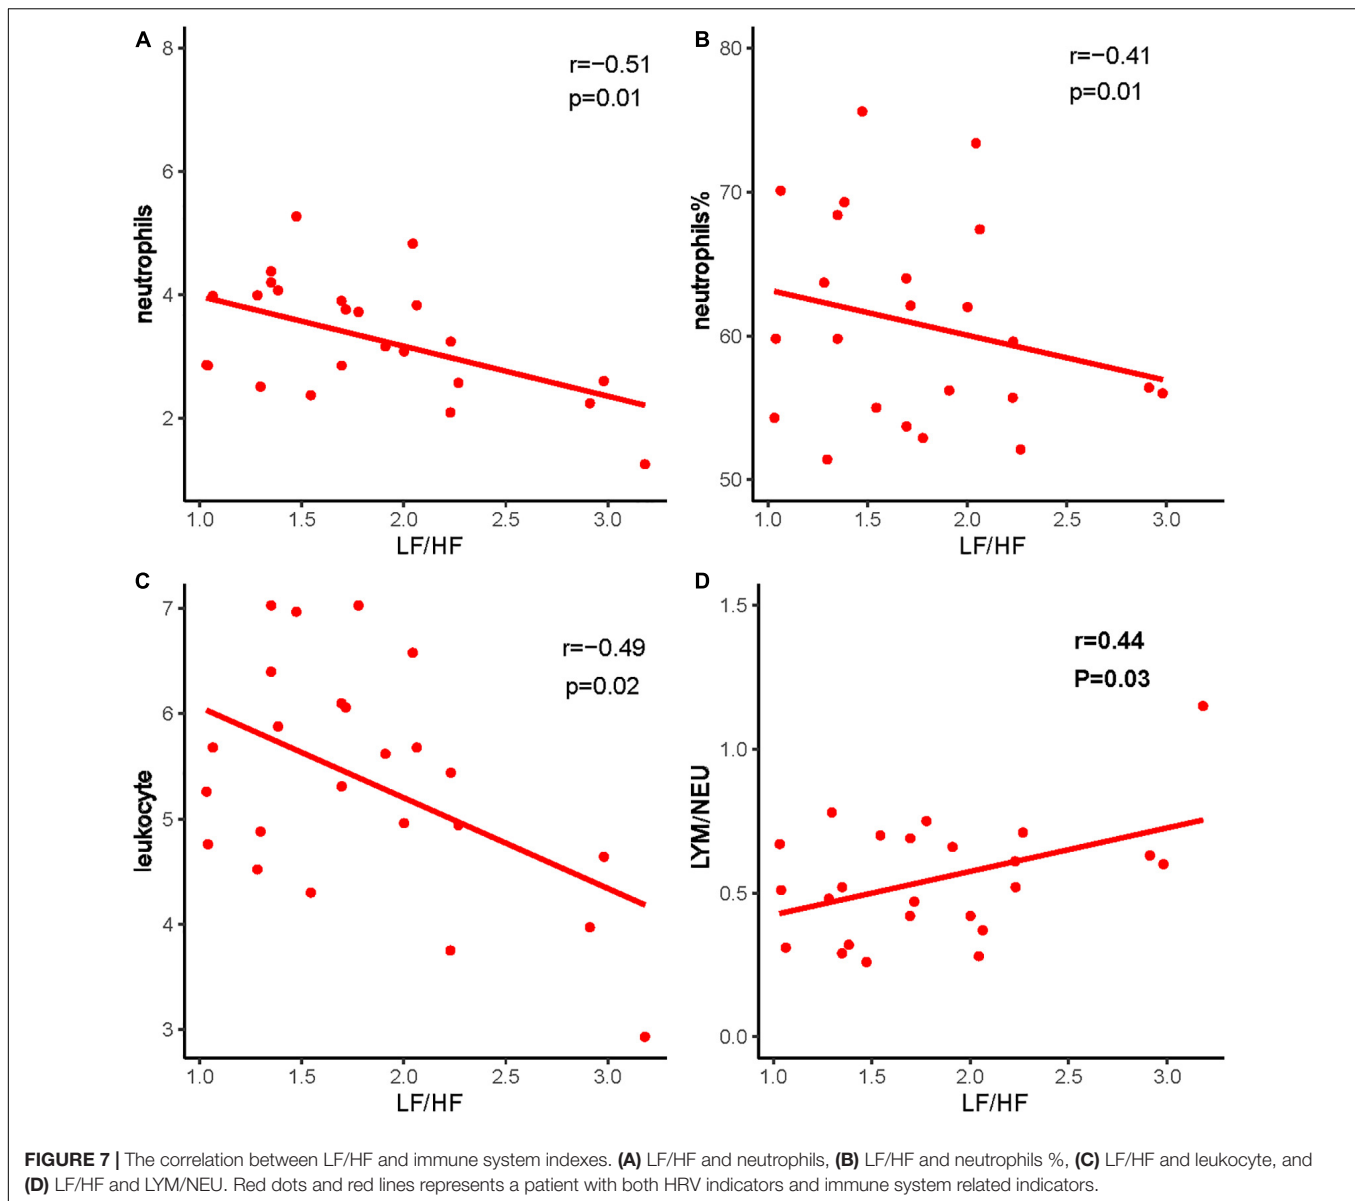 A
r=−0.51
p=0.01
neutrophils
8
6
4
2
1.0 1.5 2.0 2.5 3.0
LF/HF
B
r=−0.41
p=0.01
neutrophils%
80
70
60
50
1.0 1.5 2.0 2.5 3.0
LF/HF
C
r=−0.49
p=0.02
leukocyte
7
6
5
4
3
1.0 1.5 2.0 2.5 3.0
LF/HF
D
r=0.44
P=0.03
LYM/NEU
1.5
1.0
0.5
0.0
1.0 1.5 2.0 2.5 3.0
LF/HF
FIGURE 7 | The correlation between LF/HF and immune system indexes. (A) LF/HF and neutrophils, (B) LF/HF and neutrophils %, (C) LF/HF and leukocyte, and
(D) LF/HF and LYM/NEU. Red dots and red lines represents a patient with both HRV indicators and immune system related indicators.